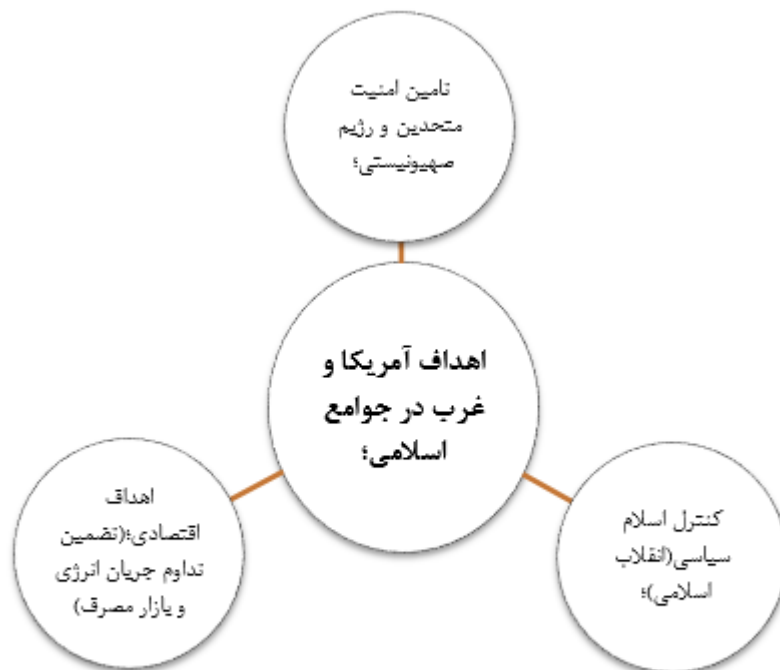 تامین امنیت
متحدین و رژیم
صهیونیستی؛
اهداف آمریکا و
غرب در جوامع
اسلامی؛
کنترل اسلام
سیاسی(انقلاب
اسلامی)؛
اهداف
اقتصادی؛(تضمین
تداوم جریان انرژی
و بازار مصرف)